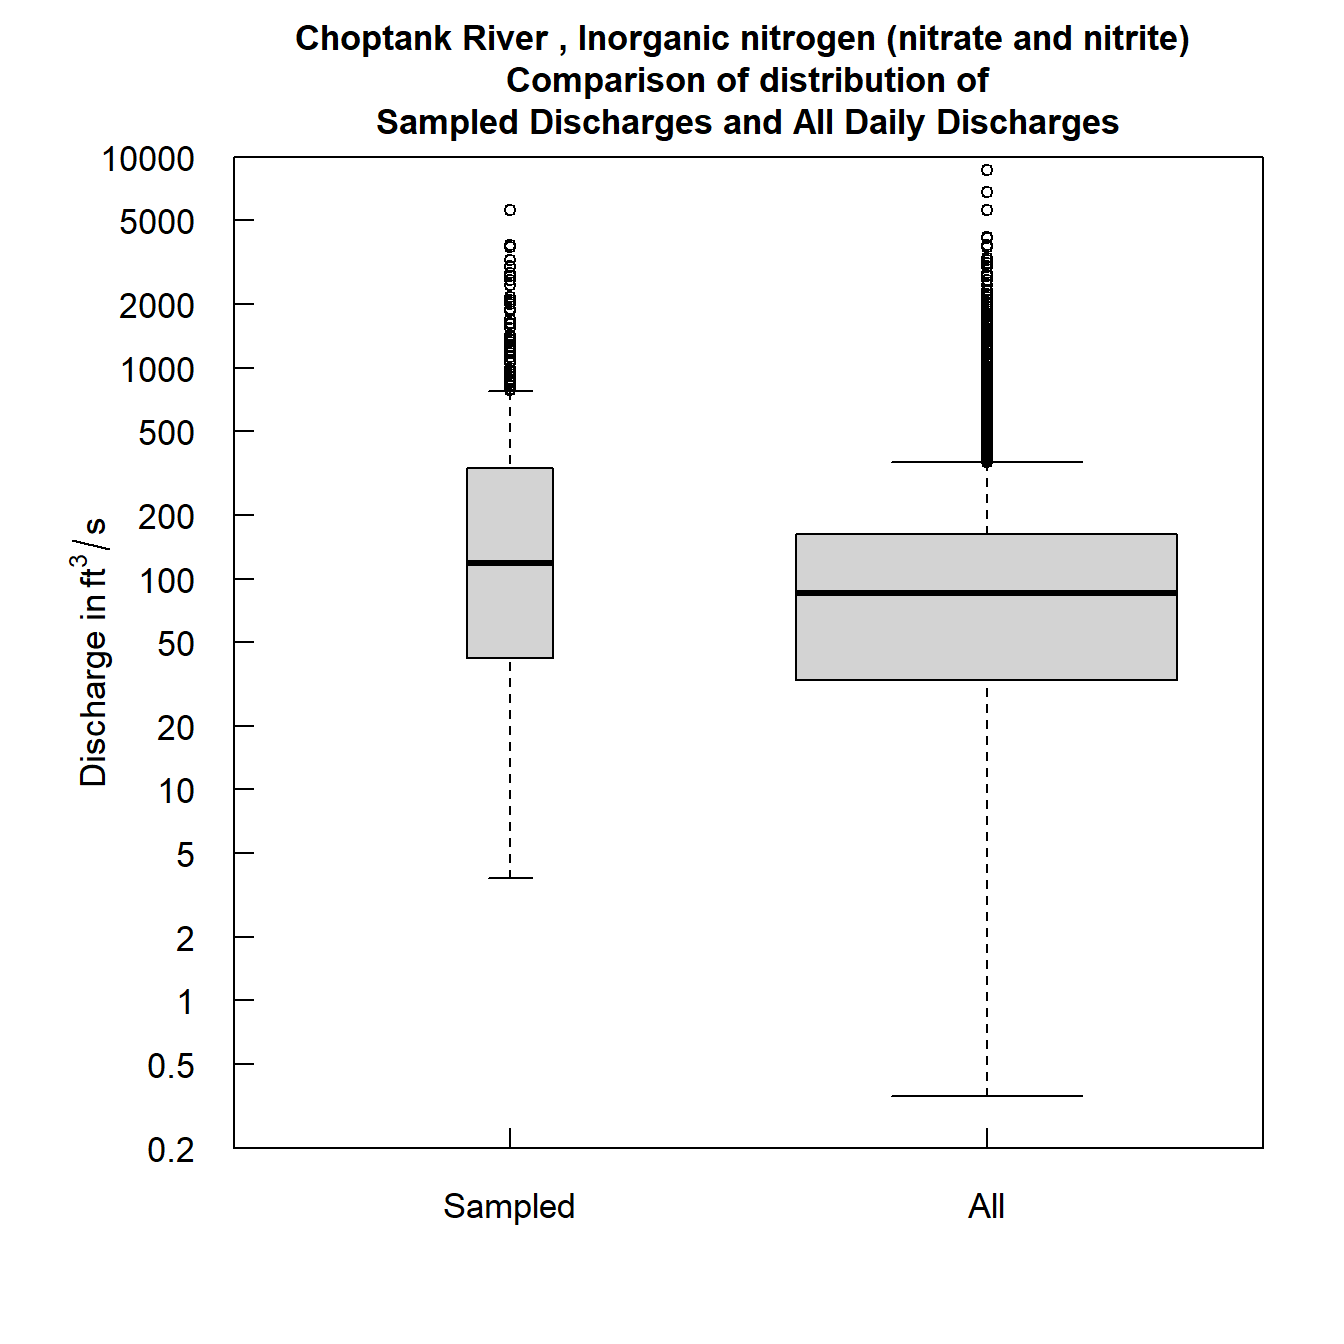 Choptank River , Inorganic nitrogen (nitrate and nitrite)
Comparison of distribution of
Sampled Discharges and All Daily Discharges
Discharge in ft³/s
10000
5000
2000
1000
500
200
100
50
20
10
5
2
1
0.5
0.2
Sampled
All